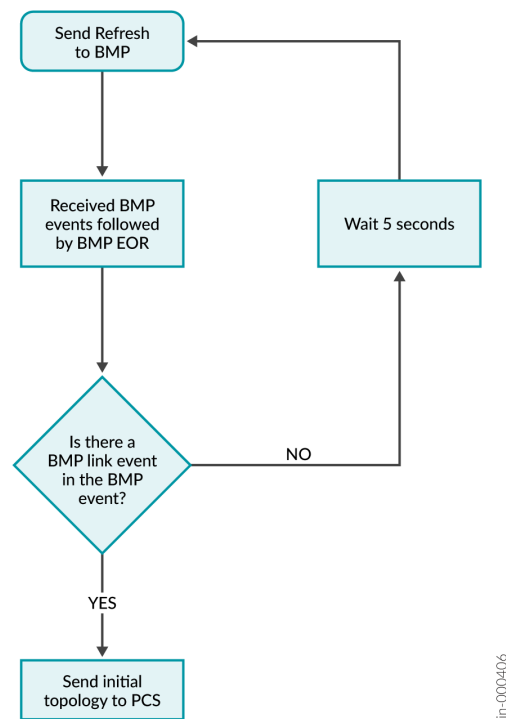 Send Refresh
to BMP
Received BMP
events followed
by BMP EOR
Wait 5 seconds
Is there a
BMP link event
in the BMP
event?
NO
YES
Send initial
topology to PCS
in-000406